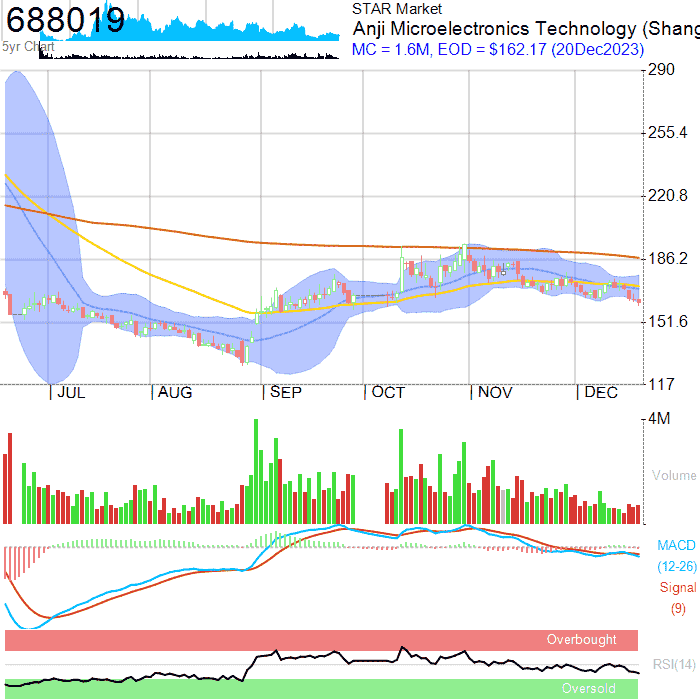 688019
5yr Chart
STAR Market
Anji Microelectronics Technology (Shang
MC = 1.6M, EOD = $162.17 (20Dec2023)
290
255.4
220.8
186.2
151.6
117
JUL AUG SEP OCT NOV DEC
4M
Volume
MACD
(12-26)
Signal
(9)
Overbought
RSI(14)
Oversold